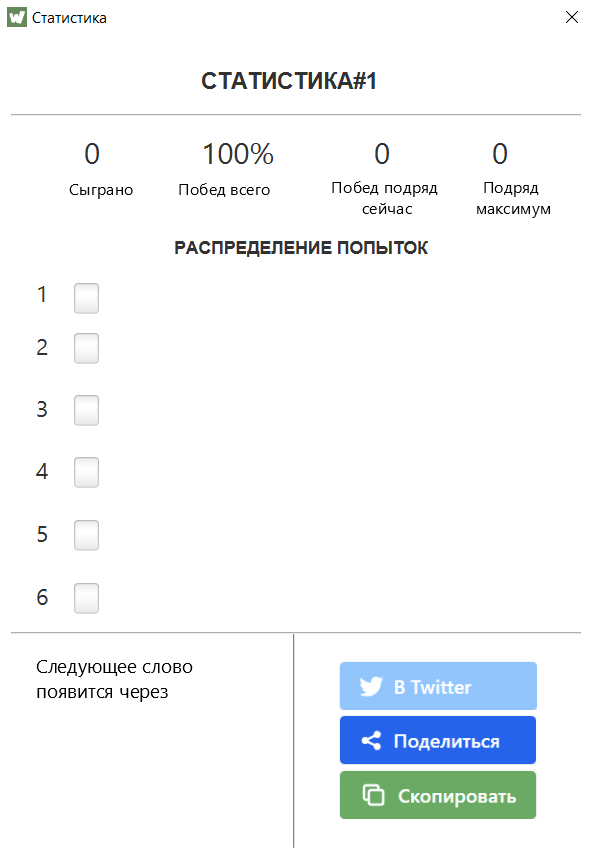 Статистика
СТАТИСТИКА#1
0 100% 0 0
Сыграно Побед всего Побед подряд сейчас Подряд максимум
РАСПРЕДЕЛЕНИЕ ПОПЫТОК
1
2
3
4
5
6
Следующее слово
появится через
В Twitter
Поделиться
Скопировать